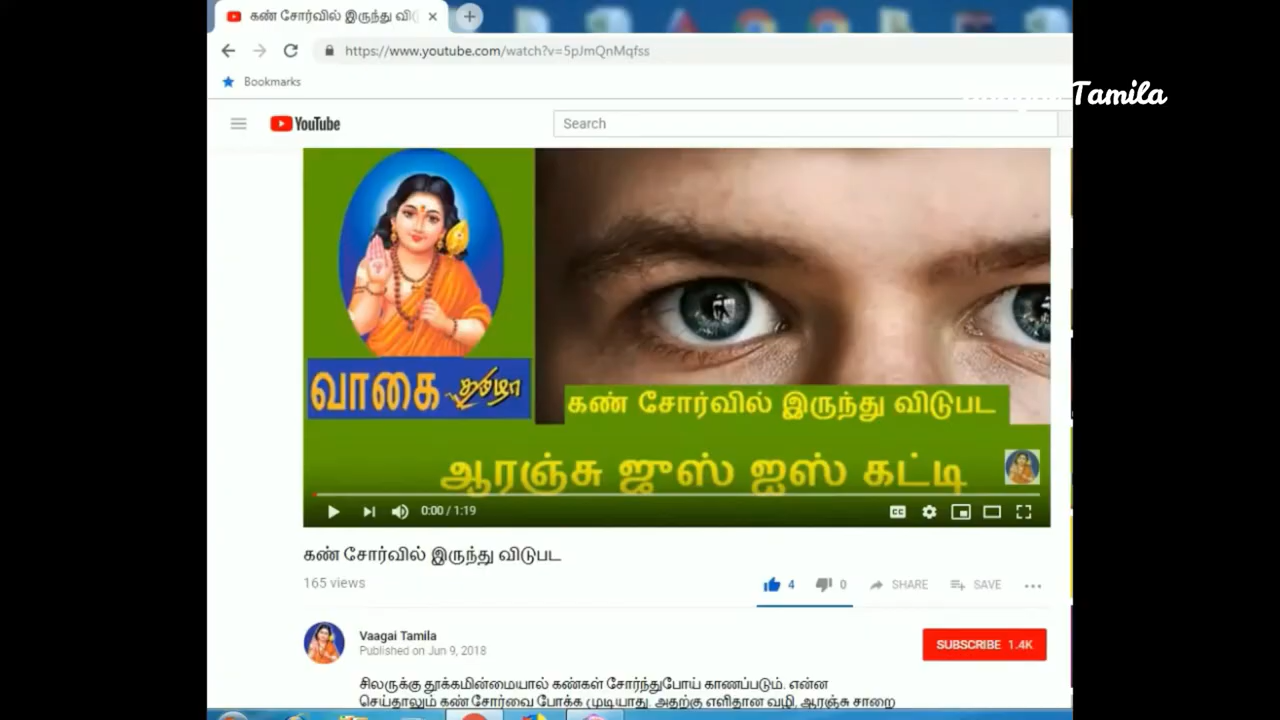 கண் சோர்வில் இருந்து வி
https://www.youtube.com/watch?v=5pJmQnMqfss
Bookmarks
Tamila
YouTube
Search
வாகை தமிழா
கண் சோர்வில் இருந்து விடுபட
ஆரஞ்சு ஜுஸ் ஐஸ் கட்டி
0:00 / 1:19
CC
கண் சோர்வில் இருந்து விடுபட
165 views
4 0 SHARE SAVE
Vaagai Tamila
Published on Jun 9, 2018
SUBSCRIBE 1.4K
சிலருக்கு தூக்கமின்மையால் கண்கள் சோர்ந்துபோய் காணப்படும். என்ன
செய்தாலும் கண் சோர்வை போக்க முடியாது. அதற்கு எளிதான வழி, ஆரஞ்சு சாறை